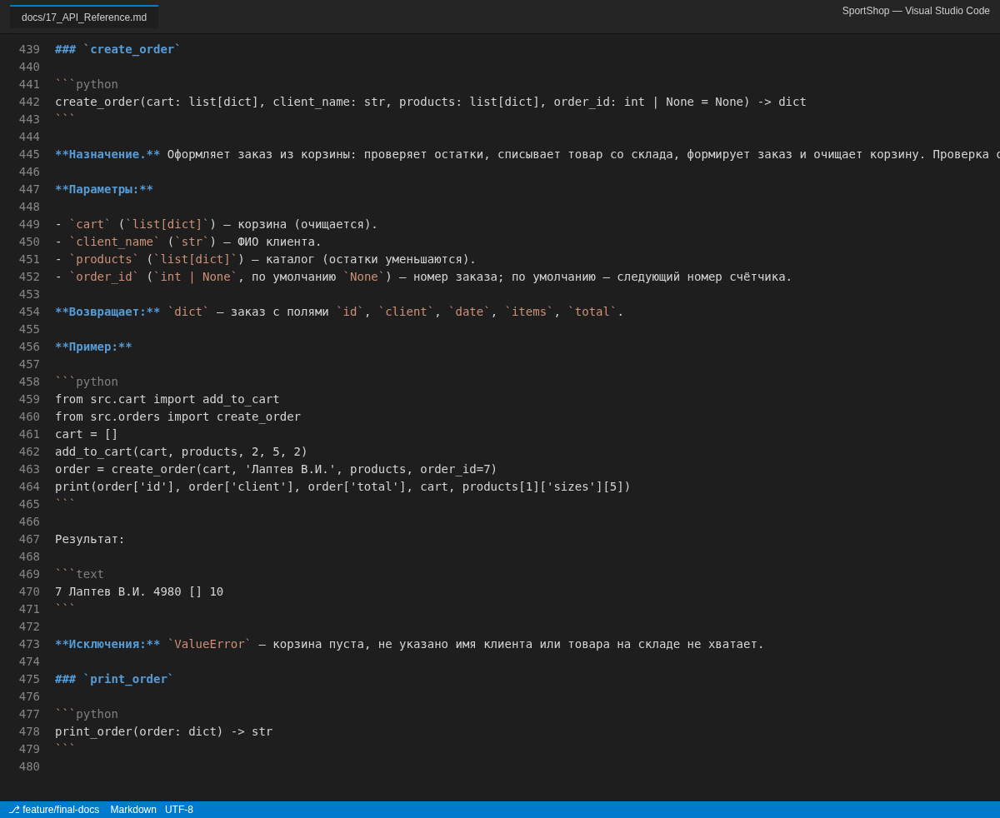 docs/17_API_Reference.md
SportShop — Visual Studio Code
439 ### `create_order`
440
441 ```python
442 create_order(cart: list[dict], client_name: str, products: list[dict], order_id: int | None = None) -> dict
443 ```
444
445 **Назначение.** Оформляет заказ из корзины: проверяет остатки, списывает товар со склада, формирует заказ и очищает корзину. Проверка
446
447 **Параметры:**
448
449 - `cart` (`list[dict]`) — корзина (очищается).
450 - `client_name` (`str`) — ФИО клиента.
451 - `products` (`list[dict]`) — каталог (остатки уменьшаются).
452 - `order_id` (`int | None`, по умолчанию `None`) — номер заказа; по умолчанию — следующий номер счётчика.
453
454 **Возвращает:** `dict` — заказ с полями `id`, `client`, `date`, `items`, `total`.
455
456 **Пример:**
457
458 ```python
459 from src.cart import add_to_cart
460 from src.orders import create_order
461 cart = []
462 add_to_cart(cart, products, 2, 5, 2)
463 order = create_order(cart, 'Лаптев В.И.', products, order_id=7)
464 print(order['id'], order['client'], order['total'], cart, products[1]['sizes'][5])
465 ```
466
467 Результат:
468
469 ```text
470 7 Лаптев В.И. 4980 [] 10
471 ```
472
473 **Исключения:** `ValueError` — корзина пуста, не указано имя клиента или товара на складе не хватает.
474
475 ### `print_order`
476
477 ```python
478 print_order(order: dict) -> str
479 ```
480
⎇ feature/final-docs Markdown UTF-8